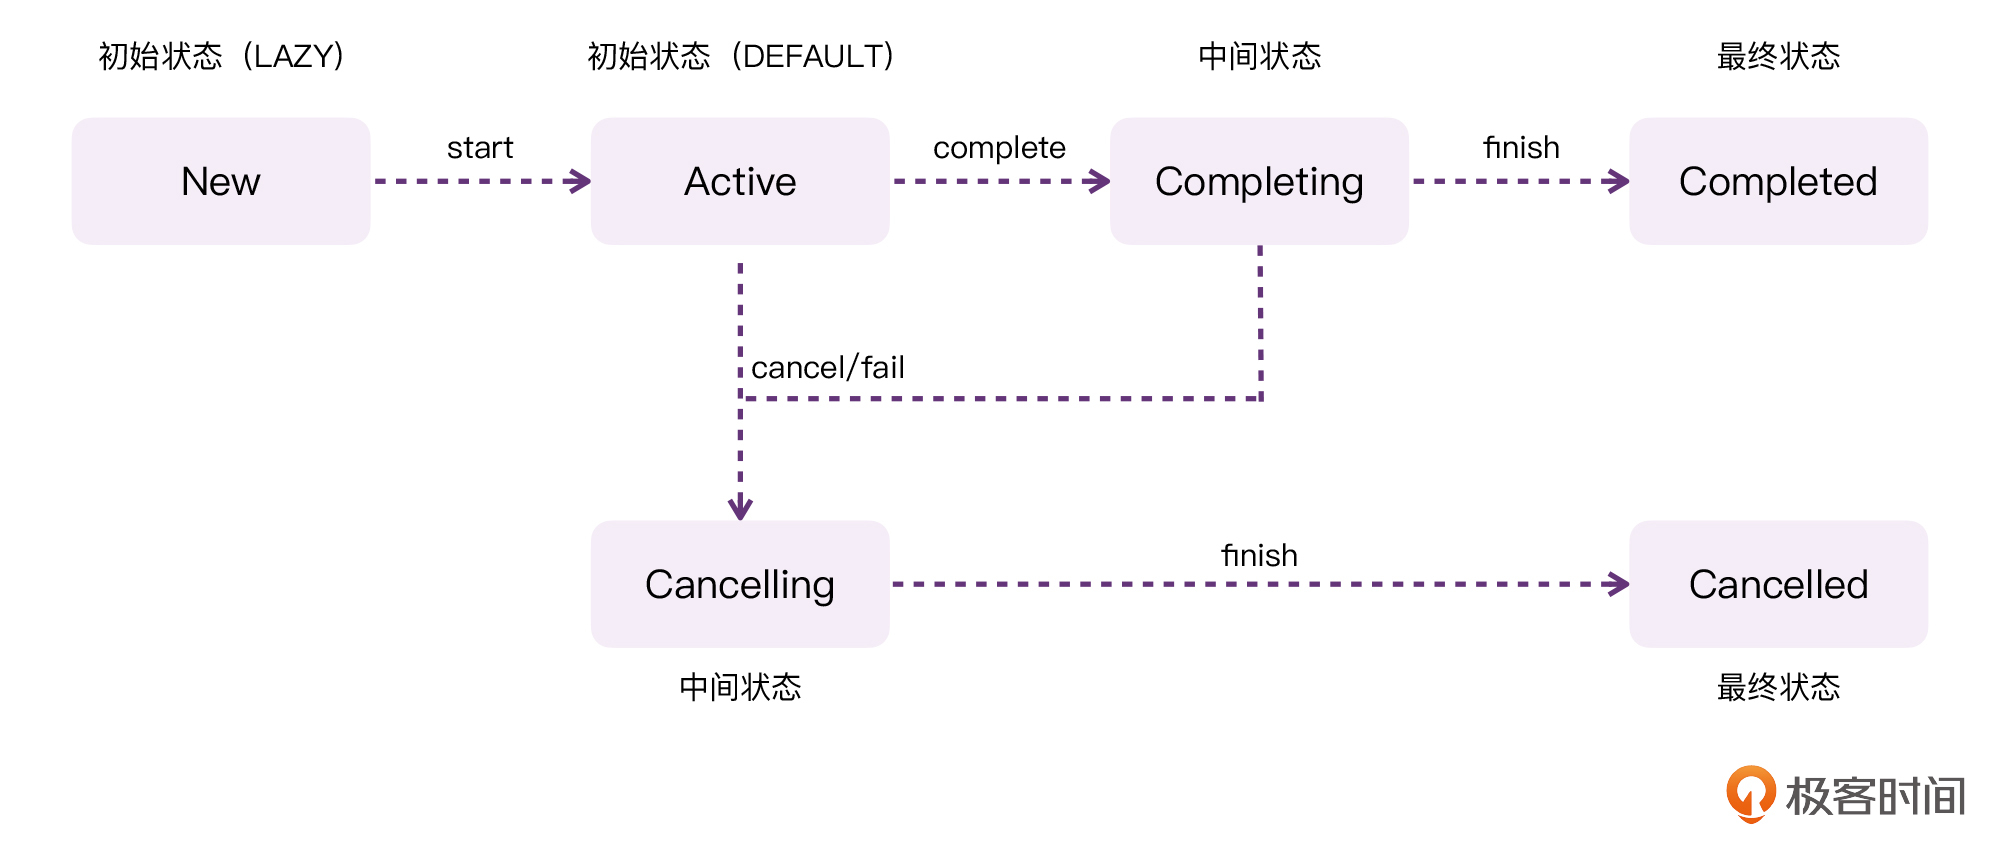 初始状态（LAZY）
初始状态（DEFAULT）
中间状态
最终状态
New
start
Active
complete
Completing
finish
Completed
cancel/fail
Cancelling
finish
Cancelled
中间状态
最终状态
极客时间